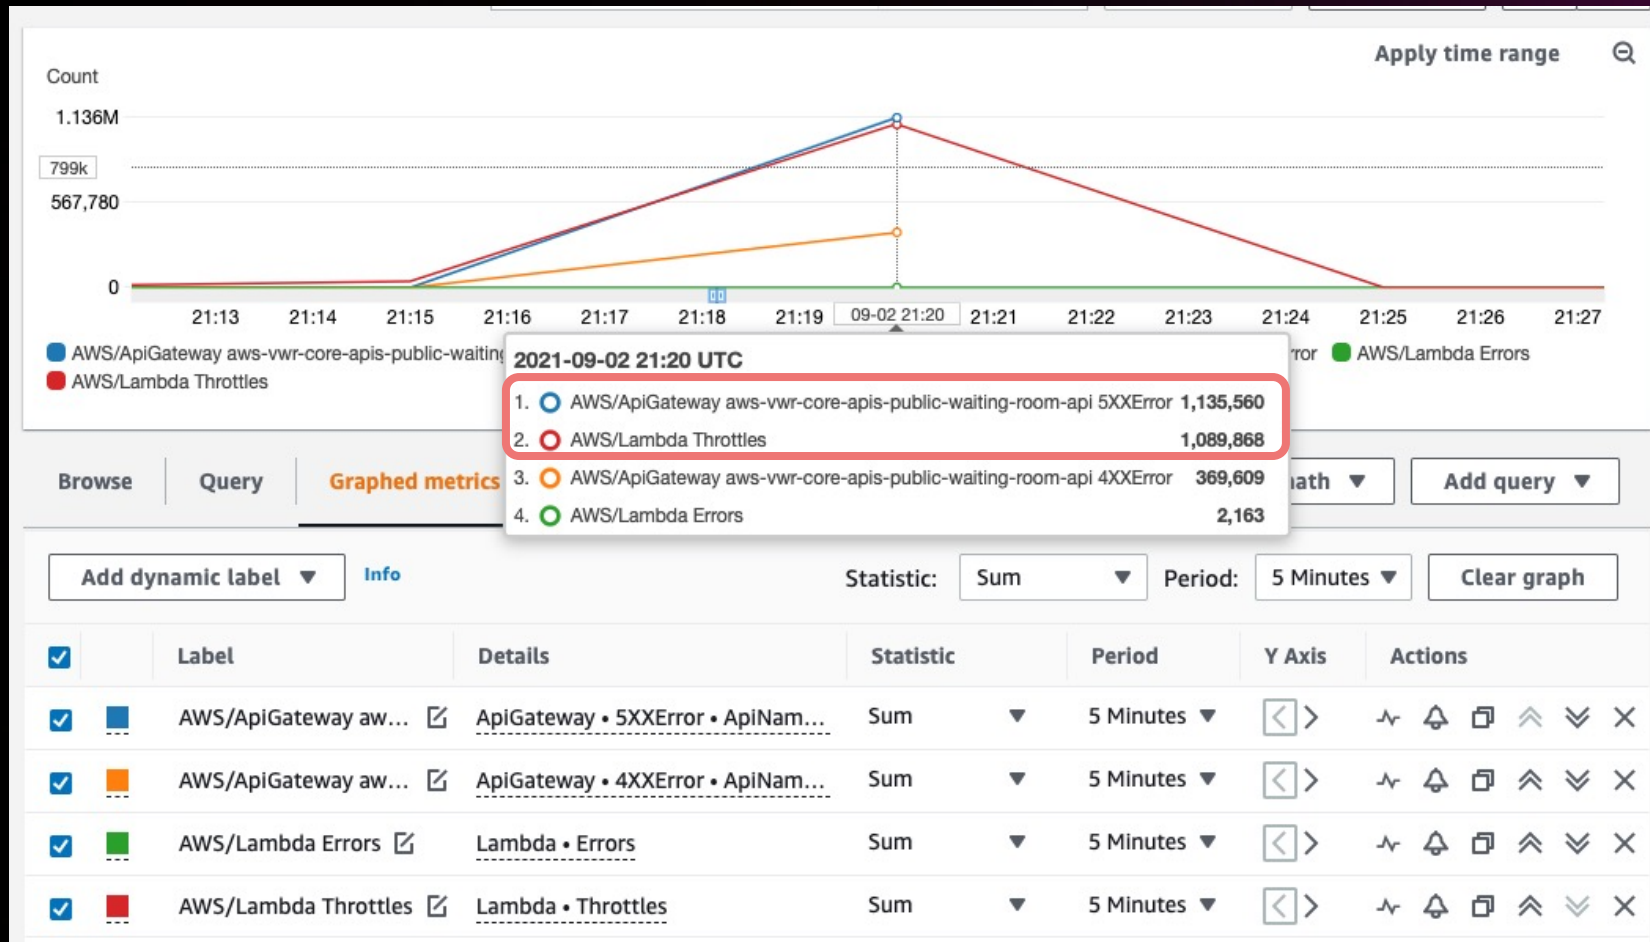 Apply time range
Count
1.136M
799k
567,780
0
21:13 21:14 21:15 21:16 21:17 21:18 21:19 09-02 21:20 21:21 21:22 21:23 21:24 21:25 21:26 21:27
AWS/ApiGateway aws-vwr-core-apis-public-waiting AWS/Lambda Errors
AWS/Lambda Throttles
2021-09-02 21:20 UTC
1. AWS/ApiGateway aws-vwr-core-apis-public-waiting-room-api 5XXError 1,135,560
2. AWS/Lambda Throttles 1,089,868
3. AWS/ApiGateway aws-vwr-core-apis-public-waiting-room-api 4XXError 369,609
4. AWS/Lambda Errors 2,163
Browse Query Graphed metrics Add query
Add dynamic label Info Statistic: Sum Period: 5 Minutes Clear graph
Label Details Statistic Period Y Axis Actions
AWS/ApiGateway aw... ApiGateway • 5XXError • ApiNam... Sum 5 Minutes
AWS/ApiGateway aw... ApiGateway • 4XXError • ApiNam... Sum 5 Minutes
AWS/Lambda Errors Lambda • Errors Sum 5 Minutes
AWS/Lambda Throttles Lambda • Throttles Sum 5 Minutes